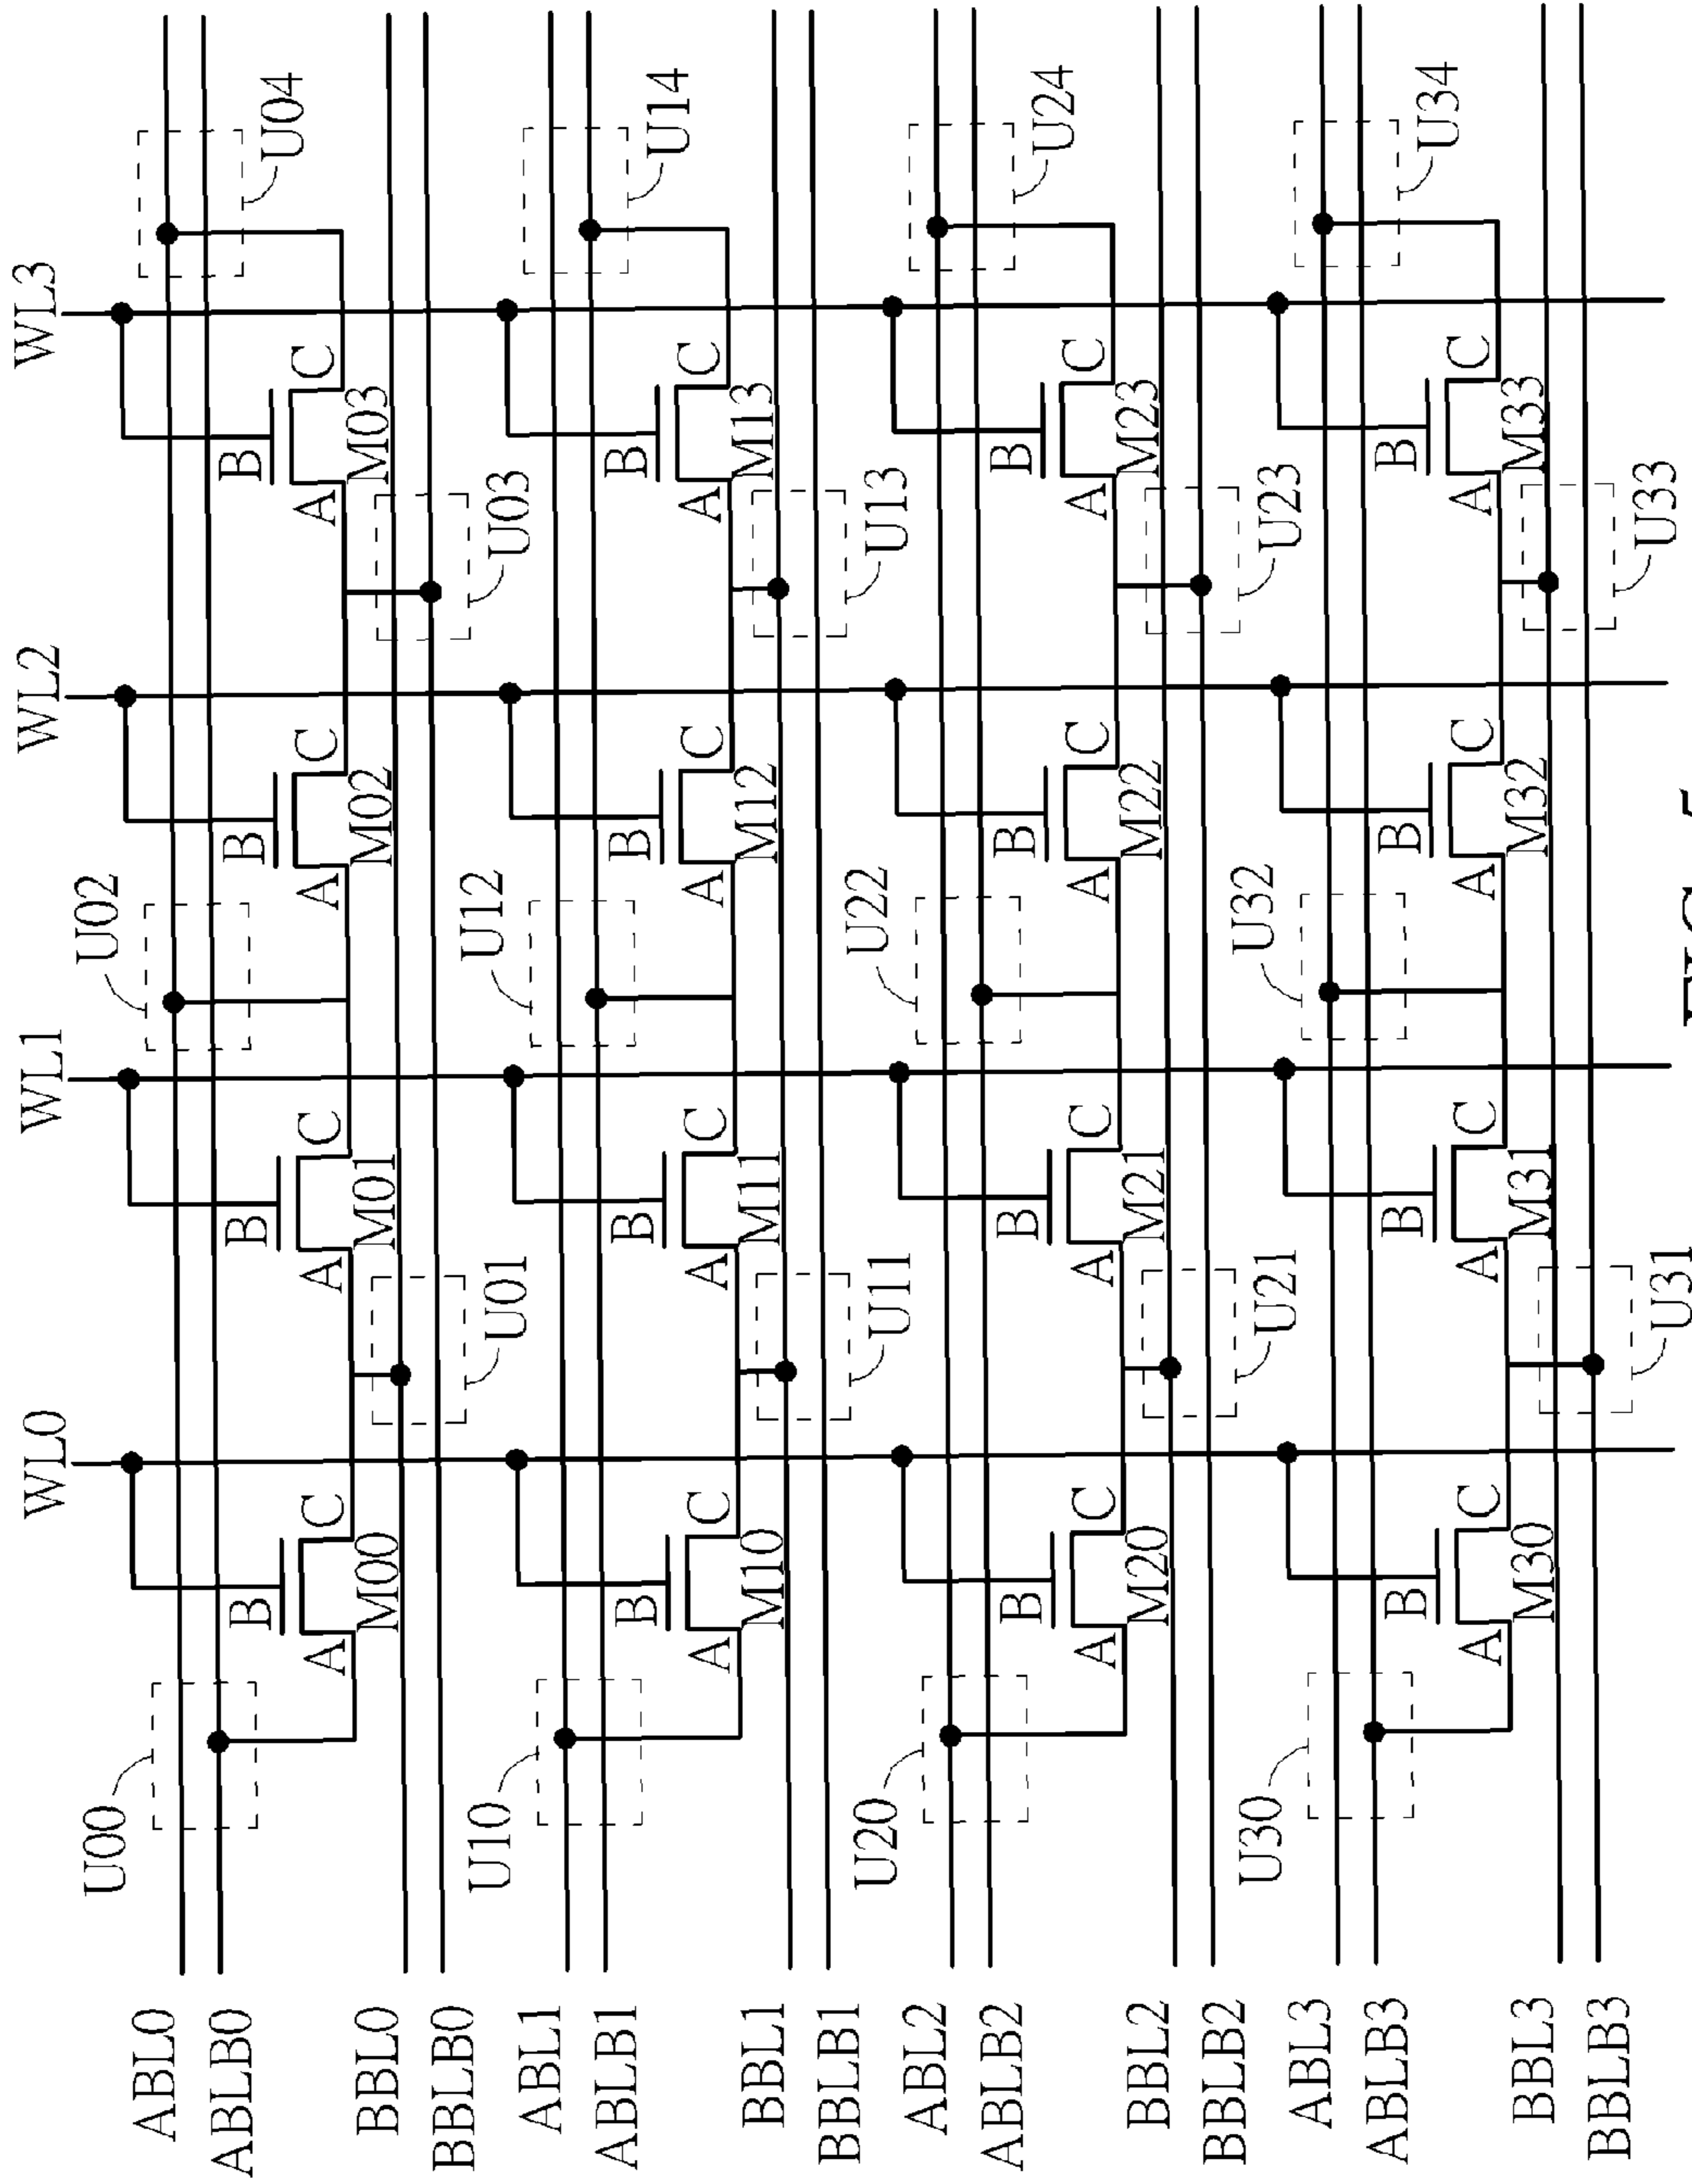 WL0 WL1 WL2 WL3
U00 U02 U04
ABL0
ABLB0
B B B B
A C A C A C A C
M00 M01 M02 M03
BBL0
BBLB0
U01 U03
U10 U12 U14
ABL1
ABLB1
B B B B
A C A C A C A C
M10 M11 M12 M13
BBL1
BBLB1
U11 U13
U20 U22 U24
ABL2
ABLB2
B B B B
A C A C A C A C
M20 M21 M22 M23
BBL2
BBLB2
U21 U23
U30 U32 U34
ABL3
ABLB3
B B B B
A C A C A C A C
M30 M31 M32 M33
BBL3
BBLB3
U31 U33